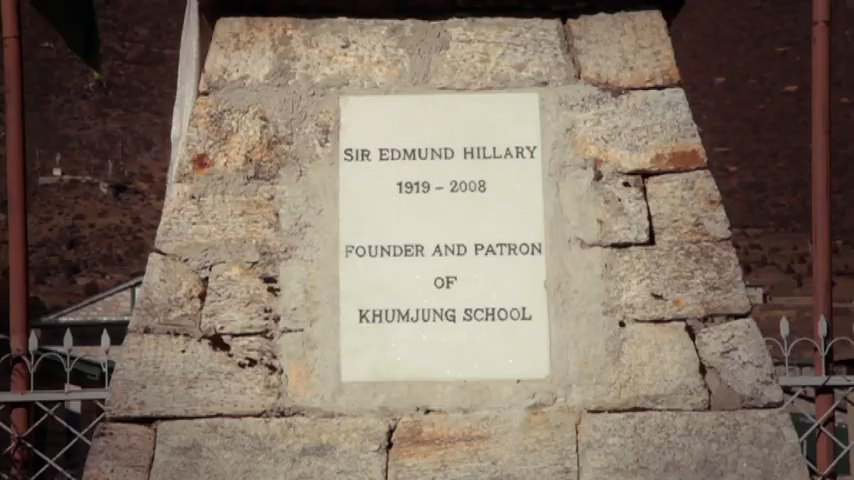 SIR EDMUND HILLARY
1919 – 2008
FOUNDER AND PATRON
OF
KHUMJUNG SCHOOL